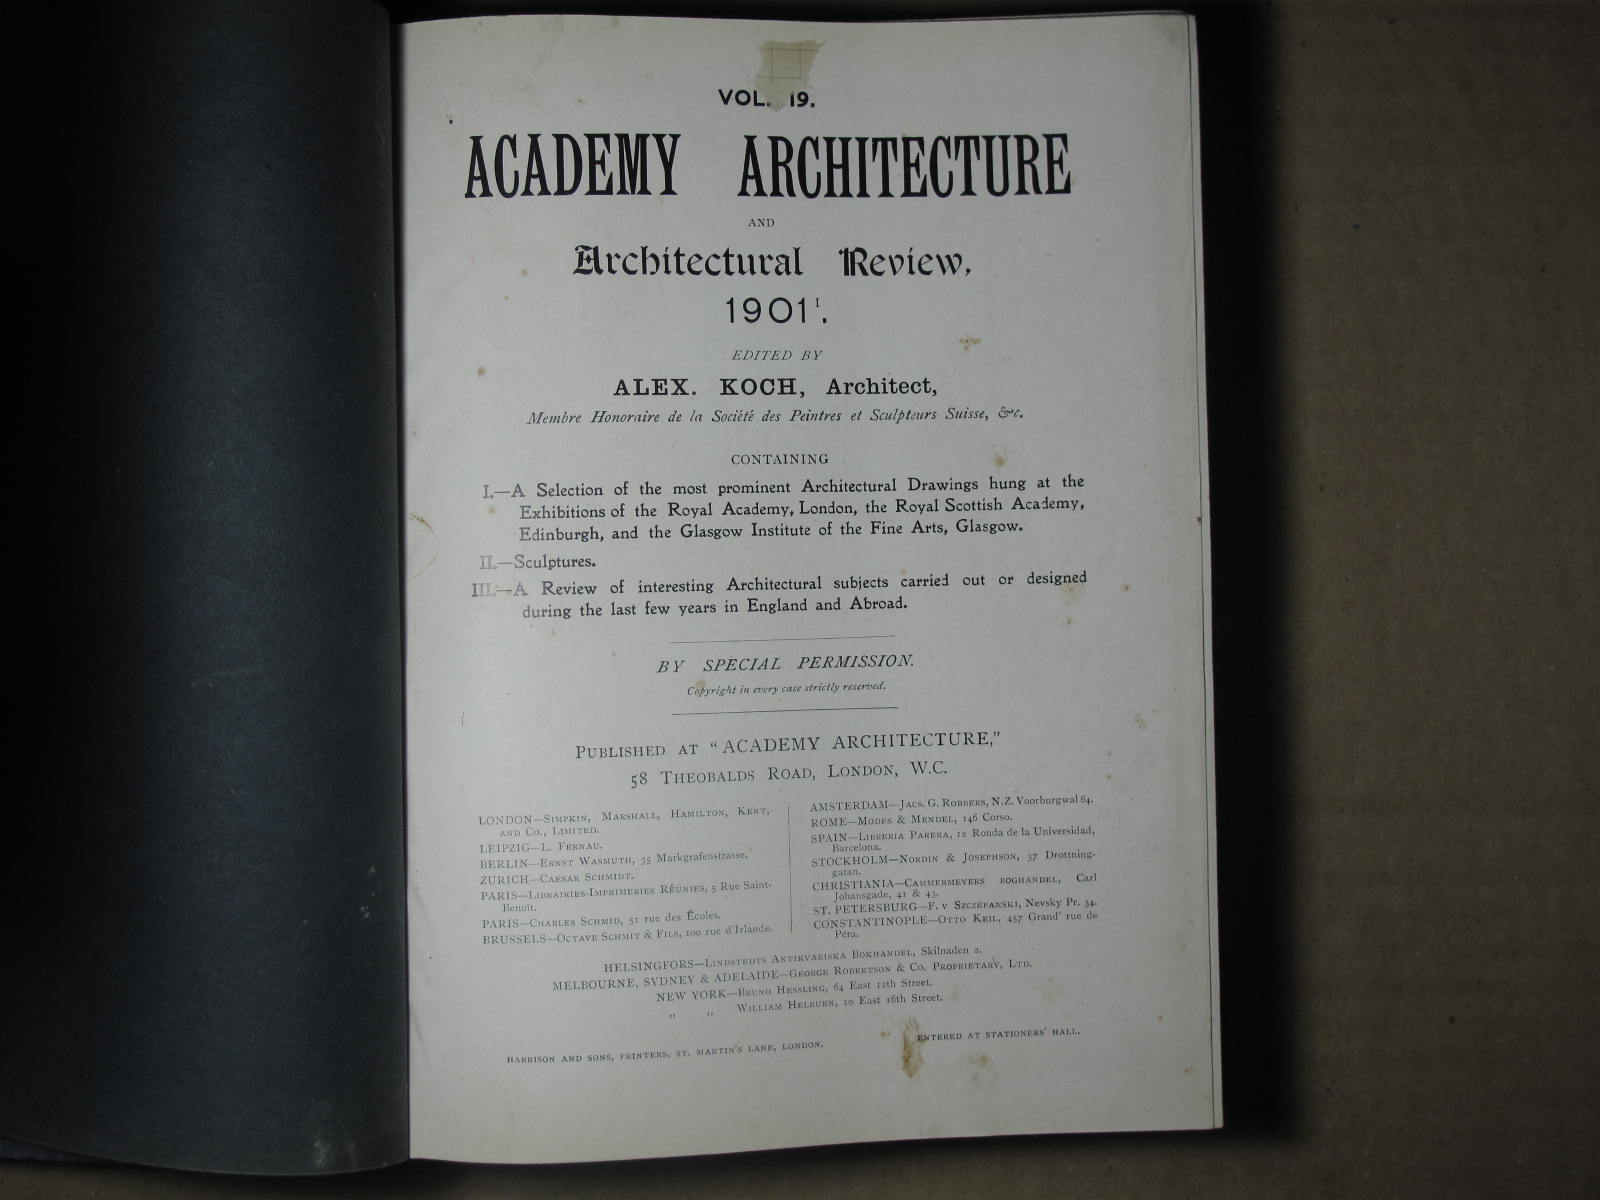 VOL. 19.
ACADEMY ARCHITECTURE
AND
Architectural Review,
1901 I.
EDITED BY
ALEX. KOCH, Architect,
Membre Honoraire de la Société des Peintres et Sculpteurs Suisse, &c.
CONTAINING
I.—A Selection of the most prominent Architectural Drawings hung at the
Exhibitions of the Royal Academy, London, the Royal Scottish Academy,
Edinburgh, and the Glasgow Institute of the Fine Arts, Glasgow.
II.—Sculptures.
III.—A Review of interesting Architectural subjects carried out or designed
during the last few years in England and Abroad.
BY SPECIAL PERMISSION.
Copyright in every case strictly reserved.
PUBLISHED AT "ACADEMY ARCHITECTURE,"
58 THEOBALDS ROAD, LONDON, W.C.
LONDON—SIMPKIN, MARSHALL, HAMILTON, KENT,
AND CO., LIMITED.
LEIPZIG—L. FERNAU.
BERLIN—ERNST WASMUTH, 35 Markgrafenstrasse.
ZURICH—CAESAR SCHMIDT.
PARIS—LIBRAIRIES-IMPRIMERIES RÉUNIES, 5 Rue Saint-
Benoît.
PARIS—CHARLES SCHMID, 51 rue des Écoles.
BRUSSELS—OCTAVE SCHMIT & FILS, 100 rue d'Irlande.
AMSTERDAM—JACS. G. ROBBERS, N.Z. Voorburgwal 64.
ROME—MODES & MENDEL, 146 Corso.
SPAIN—LIBRERIA PARERA, 12 Ronda de la Universidad,
Barcelona.
STOCKHOLM—NORDIN & JOSEPHSON, 37 Drottning-
gatan.
CHRISTIANIA—CAMMERMEYERS BOGHANDEL, Carl
Johansgade, 41 & 43.
ST. PETERSBURG—F. V SZCZEPANSKI, Nevsky Pr. 34.
CONSTANTINOPLE—OTTO KEIL, 457 Grand' rue de
Péra.
HELSINGFORS—LINDSTEDTS ANTIKVARISKA BOKHANDEL, Skilnaden 2.
MELBOURNE, SYDNEY & ADELAIDE—GEORGE ROBERTSON & CO. PROPRIETARY, LTD.
NEW YORK—BRUNO HESSLING, 64 East 12th Street.
" " WILLIAM HELBURN, 10 East 16th Street.
HARRISON AND SONS, PRINTERS, ST. MARTIN'S LANE, LONDON.
ENTERED AT STATIONERS' HALL.